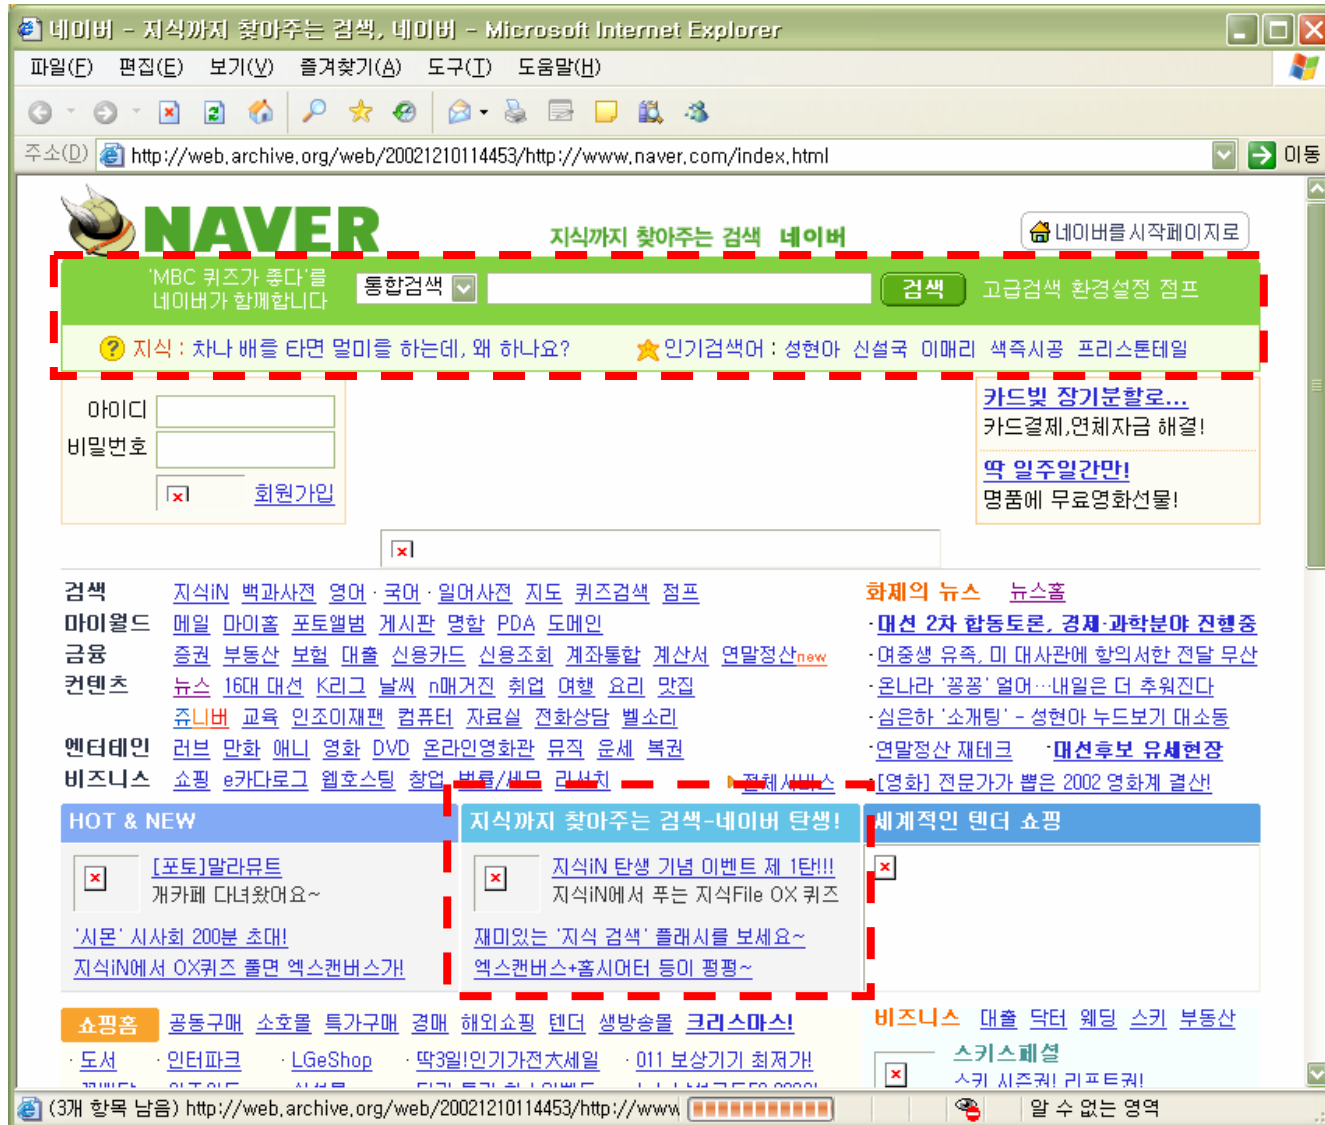 네이버 - 지식까지 찾아주는 검색, 네이버 - Microsoft Internet Explorer
파일(F) 편집(E) 보기(V) 즐겨찾기(A) 도구(T) 도움말(H)
주소(D) http://web.archive.org/web/20021210114453/http://www.naver.com/index.html 이동
NAVER 지식까지 찾아주는 검색 네이버 네이버를 시작페이지로
'MBC 퀴즈가 좋다'를
네이버가 함께합니다
통합검색 검색 고급검색 환경설정 점프
? 지식 : 차나 배를 타면 멀미를 하는데, 왜 하나요? 인기검색어 : 성현아 신설국 이매리 색즉시공 프리스톤테일
아이디
비밀번호
회원가입
카드빚 장기분할로...
카드결제,연체자금 해결!
딱 일주일간만!
명품에 무료영화선물!
검색 지식iN 백과사전 영어 · 국어 · 일어사전 지도 퀴즈검색 점프
마이월드 메일 마이홈 포토앨범 게시판 명함 PDA 도메인
금융 증권 부동산 보험 대출 신용카드 신용조회 계좌통합 계산서 연말정산new
컨텐츠 뉴스 16대 대선 K리그 날씨 n매거진 취업 여행 요리 맛집
쥬니버 교육 인조이재팬 컴퓨터 자료실 전화상담 벨소리
엔터테인 러브 만화 애니 영화 DVD 온라인영화관 뮤직 운세 복권
비즈니스 쇼핑 e카다로그 웹호스팅 창업 법률/세무 리서치 전체서비스
화제의 뉴스 뉴스홈
· 대선 2차 합동토론, 경제·과학분야 진행중
· 여중생 유족, 미 대사관에 항의서한 전달 무산
· 온나라 '꽁꽁' 얼어…내일은 더 추워진다
· 심은하 '소개팅' - 성현아 누드보기 대소동
· 연말정산 재테크 · 대선후보 유세현장
· [영화] 전문가가 뽑은 2002 영화계 결산!
HOT & NEW
[포토]말라뮤트
개카페 다녀왔어요~
'시몬' 시사회 200분 초대!
지식iN에서 OX퀴즈 풀면 엑스캔버스가!
지식까지 찾아주는 검색-네이버 탄생!
지식iN 탄생 기념 이벤트 제 1탄!!!
지식iN에서 푸는 지식File OX 퀴즈
재미있는 '지식 검색' 플래시를 보세요~
엑스캔버스+홈시어터 등이 펑펑~
세계적인 텐더 쇼핑
쇼핑홈 공동구매 소호몰 특가구매 경매 해외쇼핑 텐더 생방송몰 크리스마스!
· 도서 · 인터파크 · LGeShop · 딱3일!인기가전大세일 · 011 보상기기 최저가!
비즈니스 대출 닥터 웨딩 스키 부동산
스키스페셜
스키 시즌권! 리프트권!
(3개 항목 남음) http://web.archive.org/web/20021210114453/http://www 알 수 없는 영역